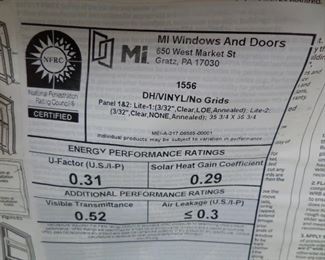 NFRC
National Fenestration
Rating Council®
CERTIFIED
Mi
MI Windows And Doors
650 West Market St
Gratz, PA 17030
1556
DH/VINYL/No Grids
Panel 1&2: Lite-1:(3/32",Clear,LOE,Annealed); Lite-2:
(3/32",Clear,NONE,Annealed); 35 3/4 X 35 3/4
Individual products may be subject to variation in performance
ENERGY PERFORMANCE RATINGS
U-Factor (U.S./I-P)
0.31
Solar Heat Gain Coefficient
0.29
ADDITIONAL PERFORMANCE RATINGS
Visible Transmittance
0.52
Air Leakage (U.S./I-P)
≤ 0.3